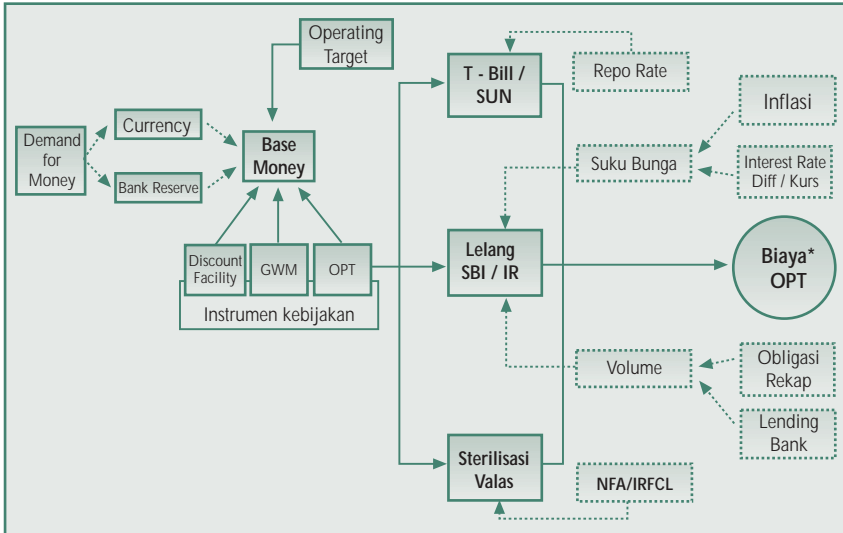 Operating
Target
T - Bill /
SUN
Repo Rate
Inflasi
Demand
for
Money
Currency
Bank Reserve
Base
Money
Suku Bunga
Interest Rate
Diff / Kurs
Discount
Facility
GWM
OPT
Instrumen kebijakan
Lelang
SBI / IR
Biaya*
OPT
Volume
Obligasi
Rekap
Lending
Bank
Sterilisasi
Valas
NFA/IRFCL